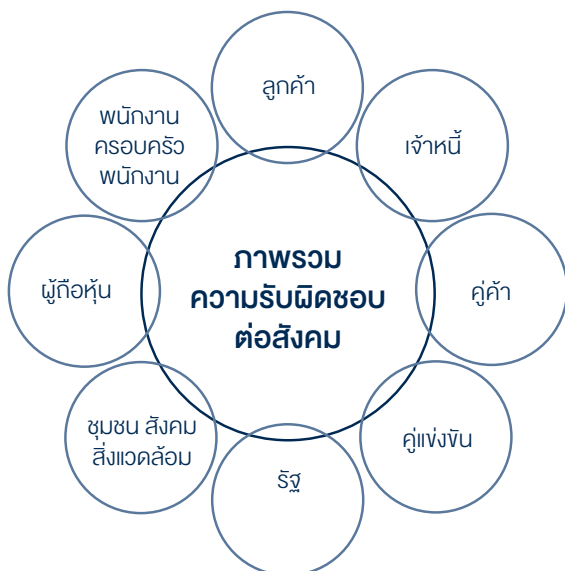 ลูกค้า
พนักงาน
ครอบครัว
พนักงาน
เจ้าหนี้
ภาพรวม
ความรับผิดชอบ
ต่อสังคม
ผู้ถือหุ้น
คู่ค้า
ชุมชน สังคม
สิ่งแวดล้อม
คู่แข่งขัน
รัฐ